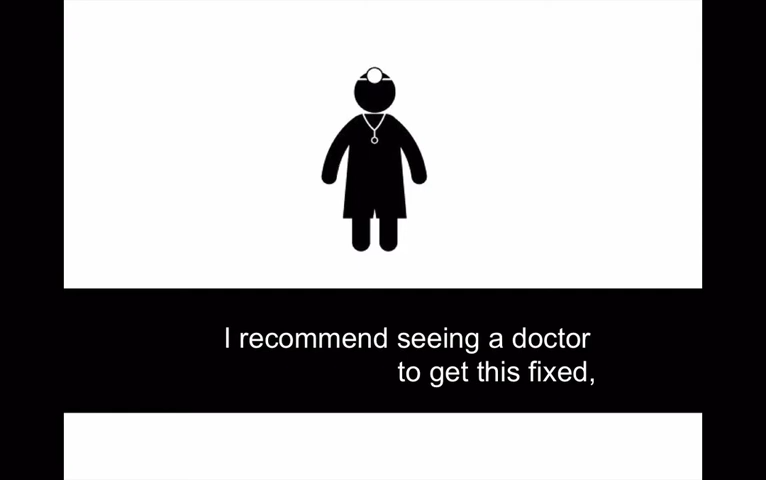 I recommend seeing a doctor
to get this fixed,